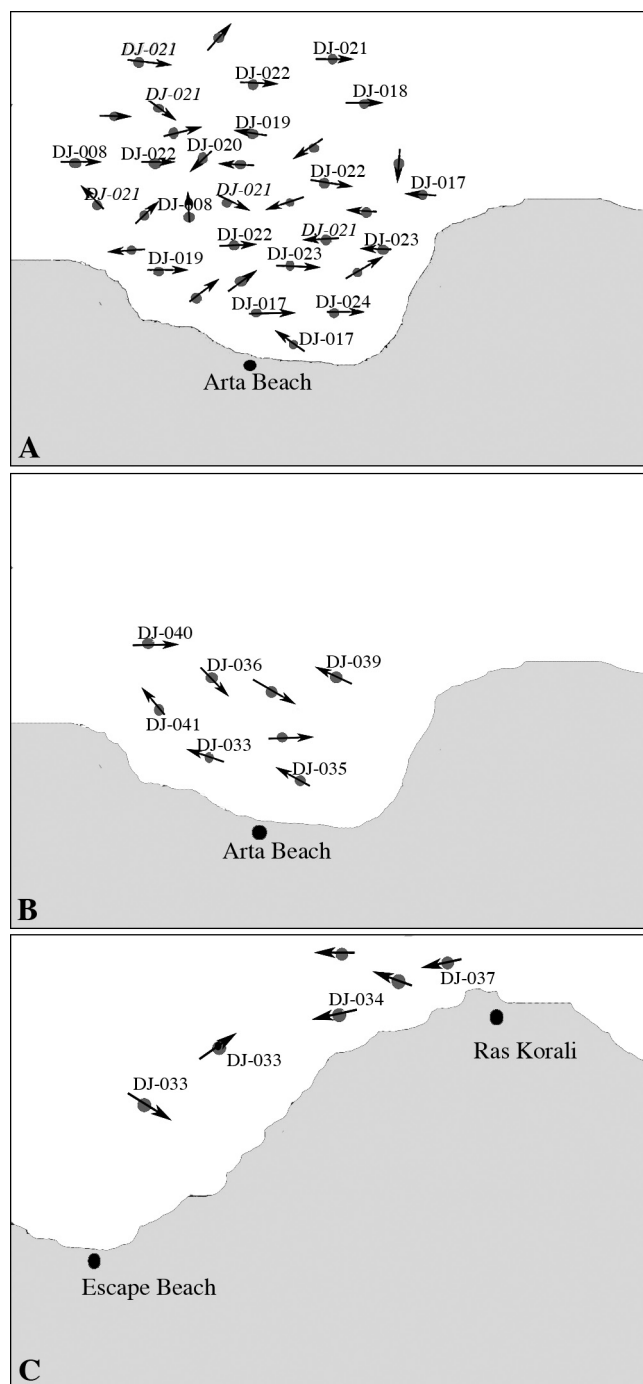 DJ-021
DJ-021
DJ-022
DJ-021
DJ-018
DJ-019
DJ-020
DJ-008
DJ-022
DJ-022
DJ-017
DJ-021
DJ-008
DJ-021
DJ-021
DJ-022
DJ-023
DJ-023
DJ-019
DJ-017
DJ-024
DJ-017
Arta Beach
A
DJ-040
DJ-036
DJ-039
DJ-041
DJ-033
DJ-035
Arta Beach
B
DJ-037
DJ-034
Ras Korali
DJ-033
DJ-033
Escape Beach
C